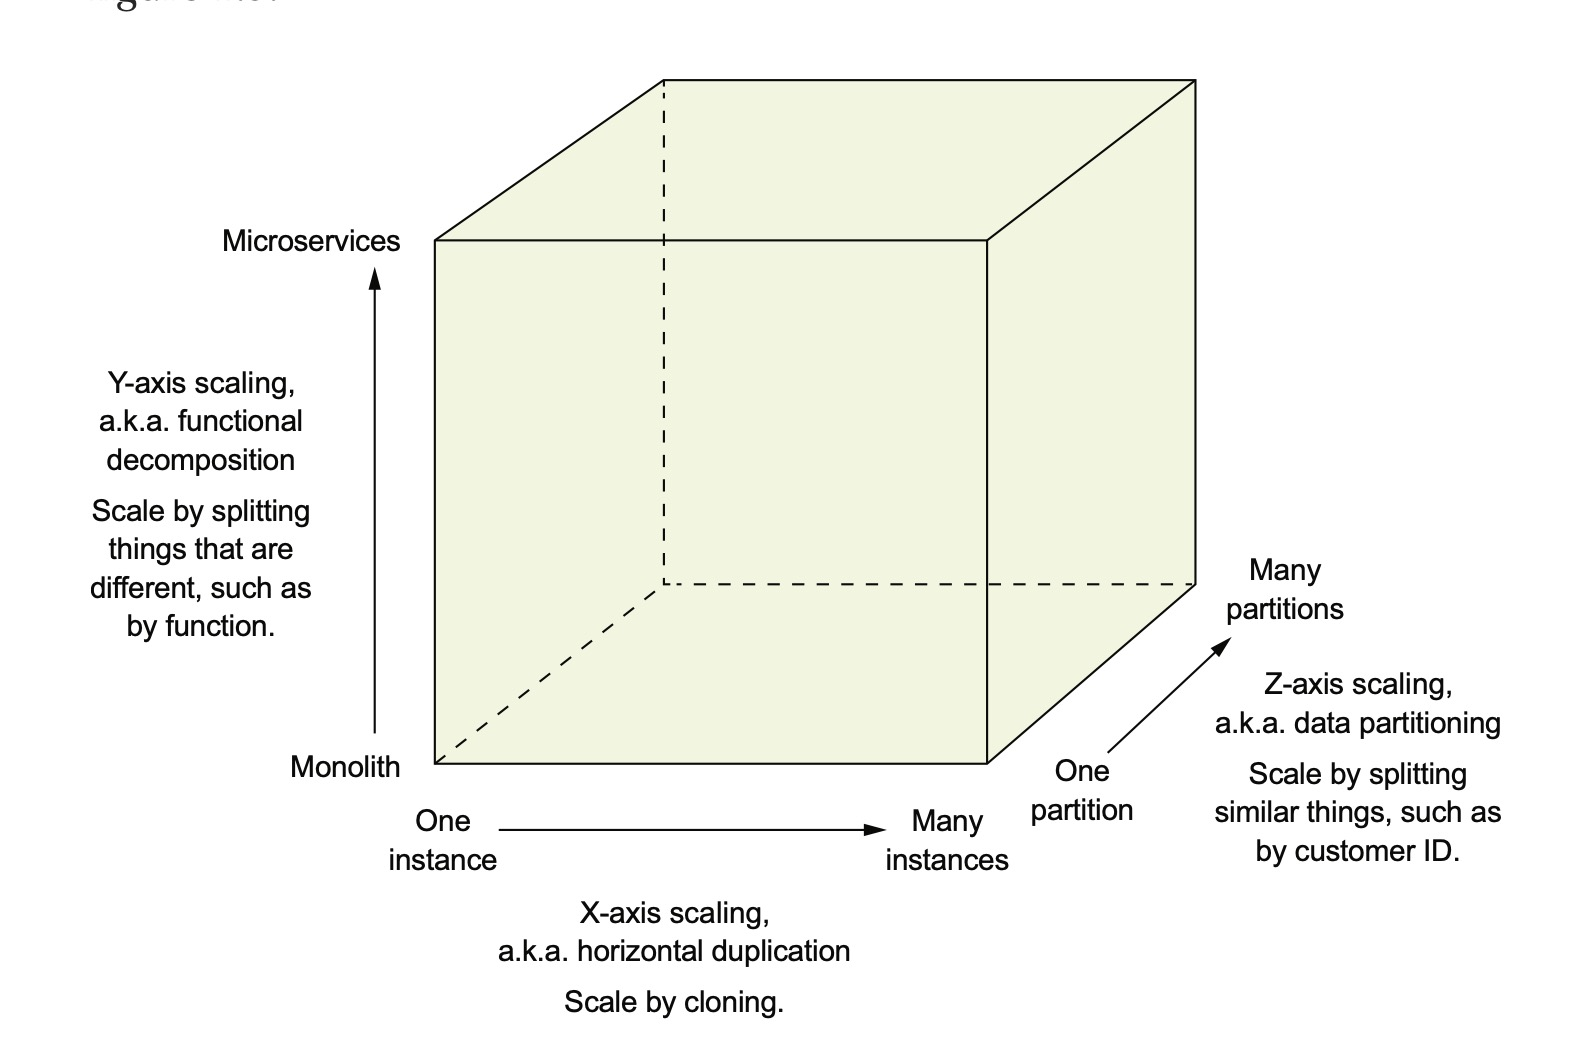 Microservices
Y-axis scaling,
a.k.a. functional
decomposition
Scale by splitting
things that are
different, such as
by function.
Monolith
One
instance
Many
instances
X-axis scaling,
a.k.a. horizontal duplication
Scale by cloning.
One
partition
Many
partitions
Z-axis scaling,
a.k.a. data partitioning
Scale by splitting
similar things, such as
by customer ID.